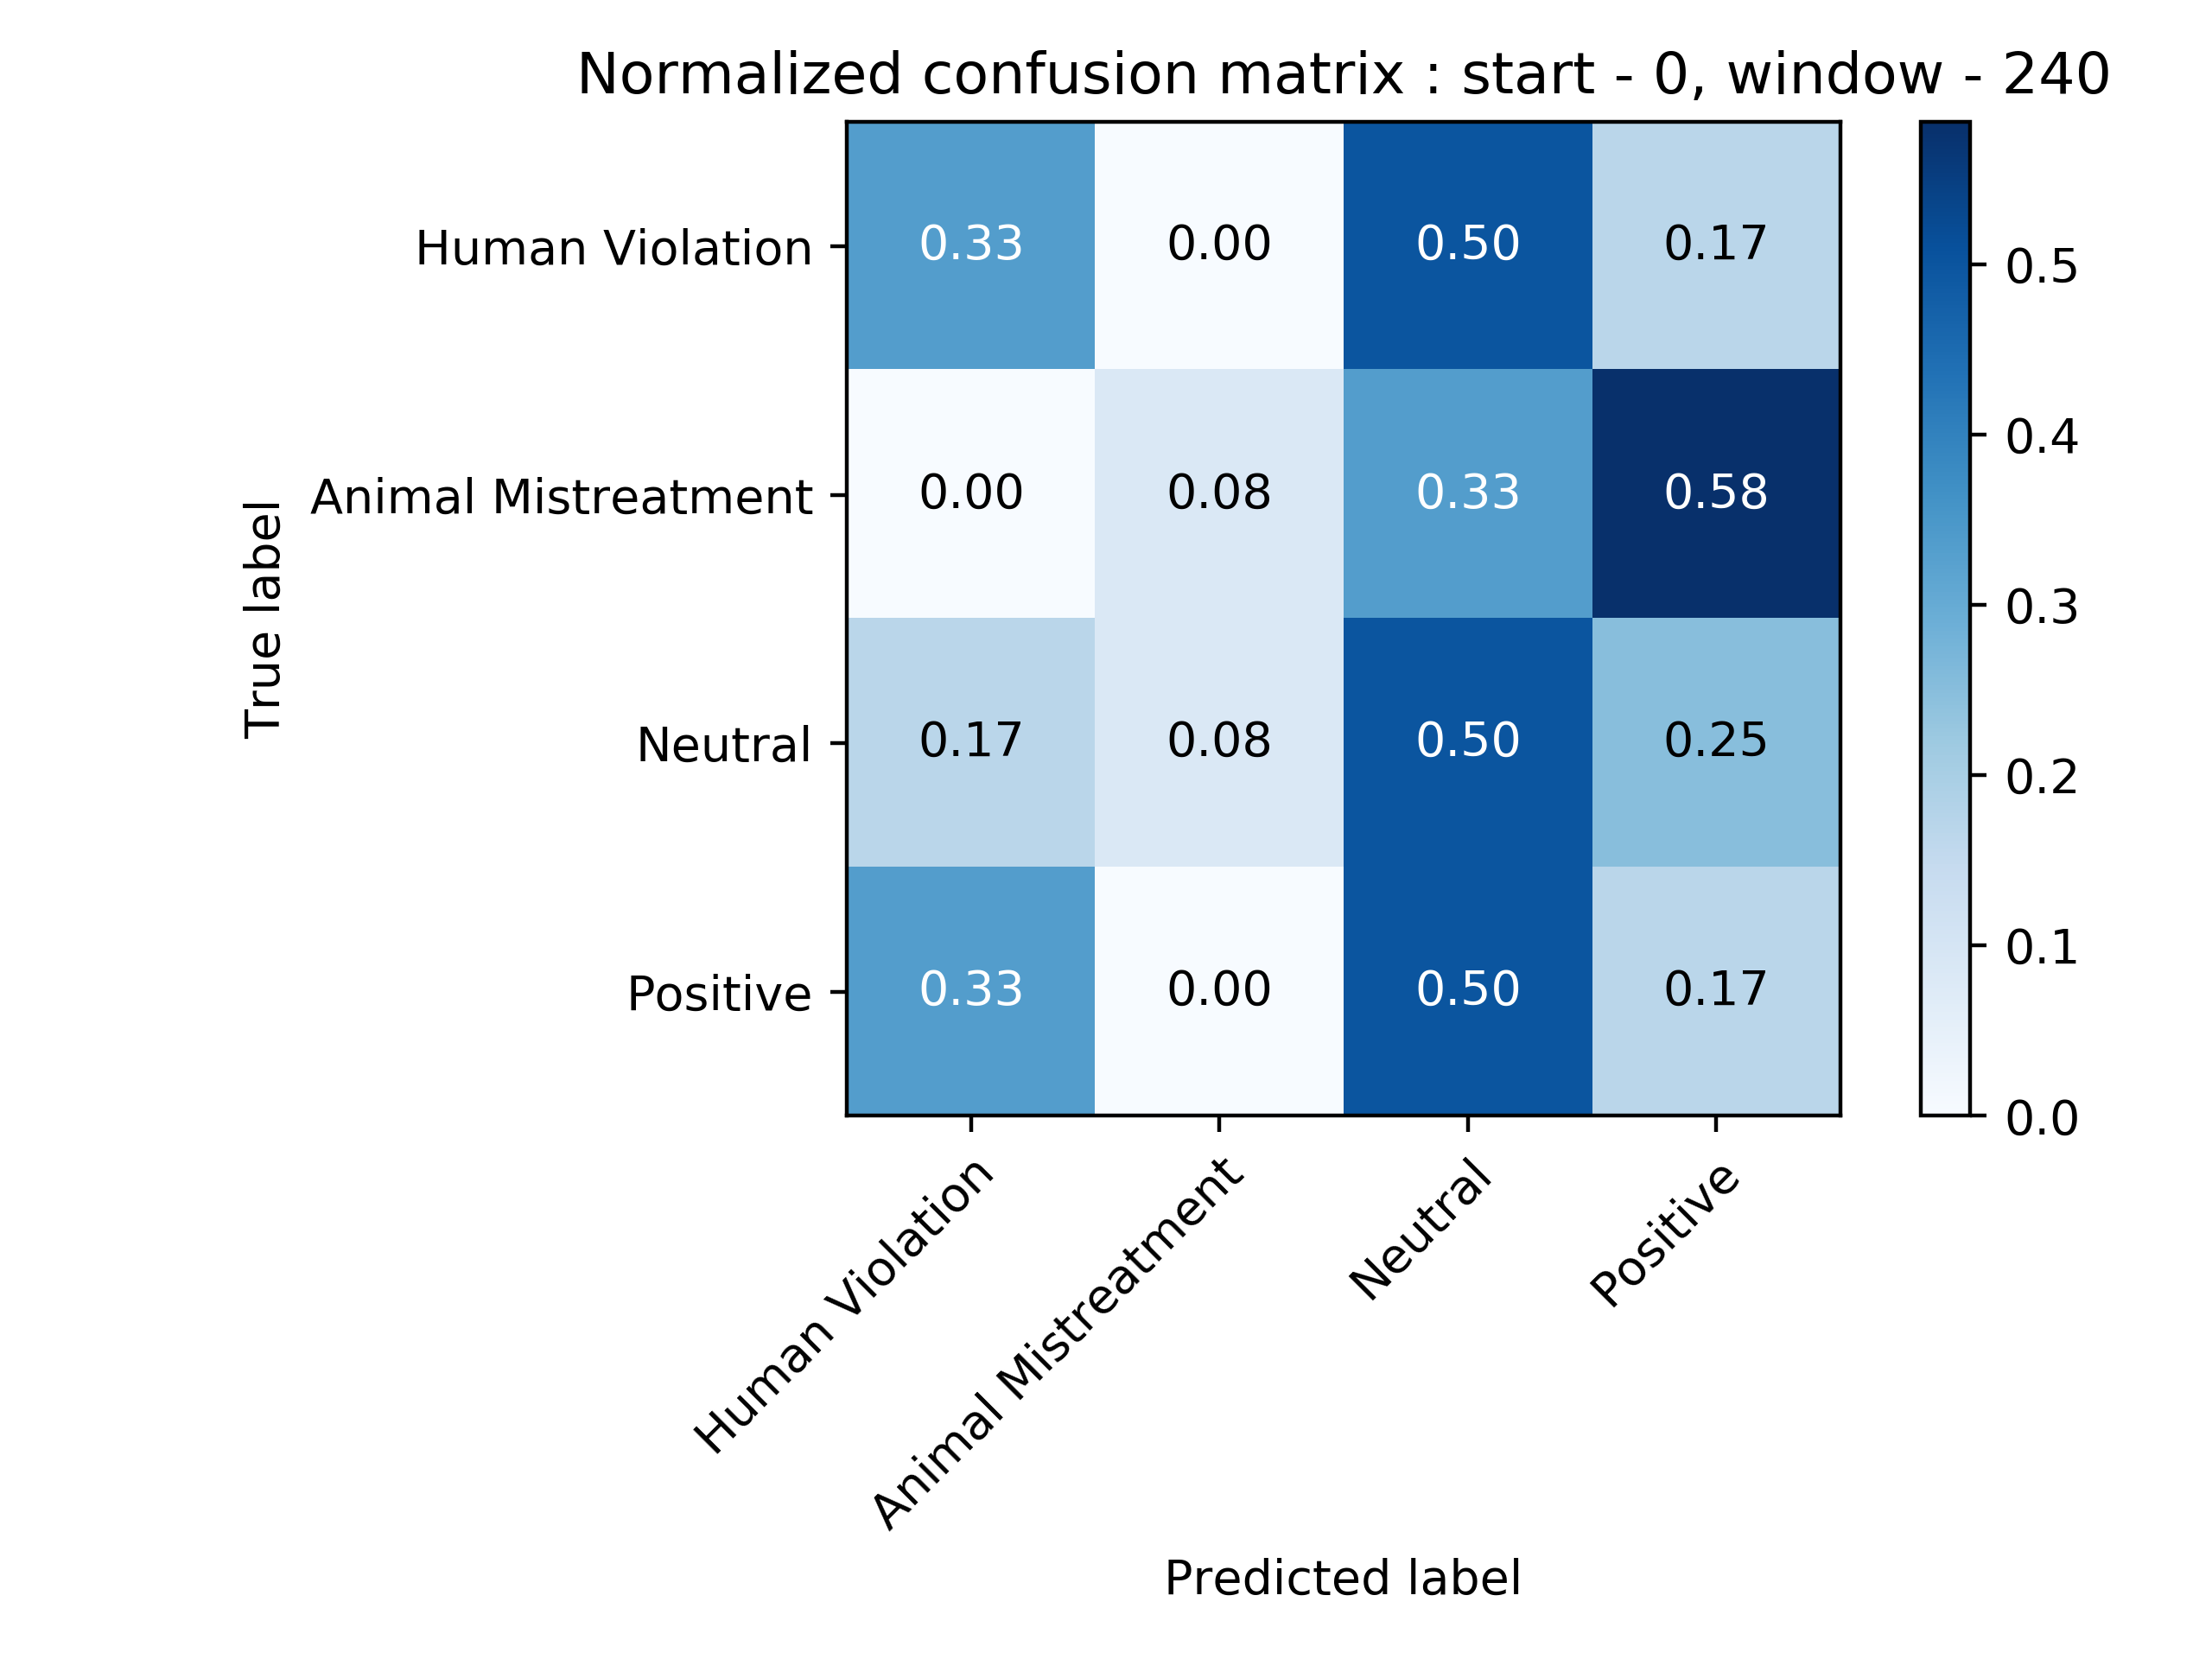 Normalized confusion matrix : start - 0, window - 240
True label
Human Violation
0.33 0.00 0.50 0.17
Animal Mistreatment
0.00 0.08 0.33 0.58
Neutral
0.17 0.08 0.50 0.25
Positive
0.33 0.00 0.50 0.17
0.5
0.4
0.3
0.2
0.1
0.0
Human Violation
Animal Mistreatment
Neutral
Positive
Predicted label